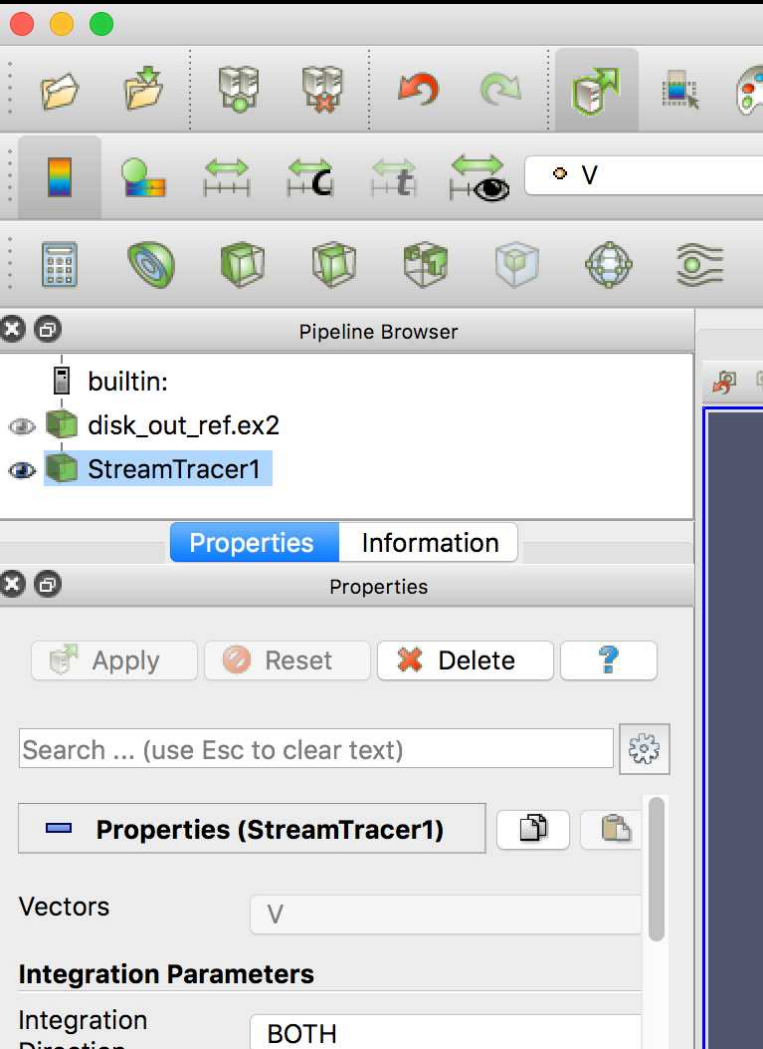 V
Pipeline Browser
builtin:
disk_out_ref.ex2
StreamTracer1
Properties Information
Properties
Apply Reset Delete ?
Search ... (use Esc to clear text)
Properties (StreamTracer1)
Vectors V
Integration Parameters
Integration
Direction BOTH